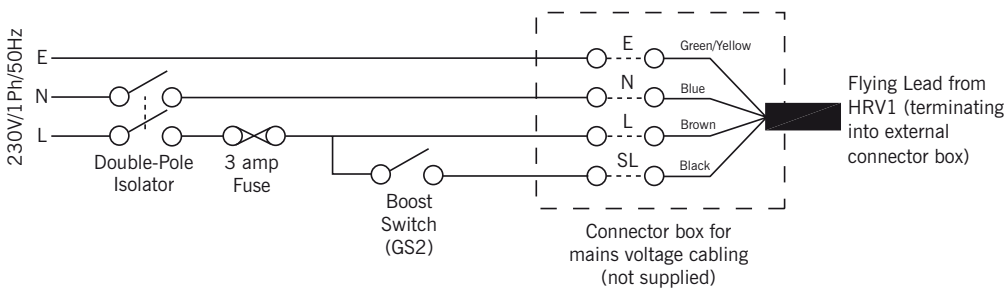 230V/1Ph/50Hz
E
N
L
Double-Pole
Isolator
3 amp
Fuse
Boost
Switch
(GS2)
E
N
L
SL
Green/Yellow
Blue
Brown
Black
Connector box for
mains voltage cabling
(not supplied)
Flying Lead from
HRV1 (terminating
into external
connector box)